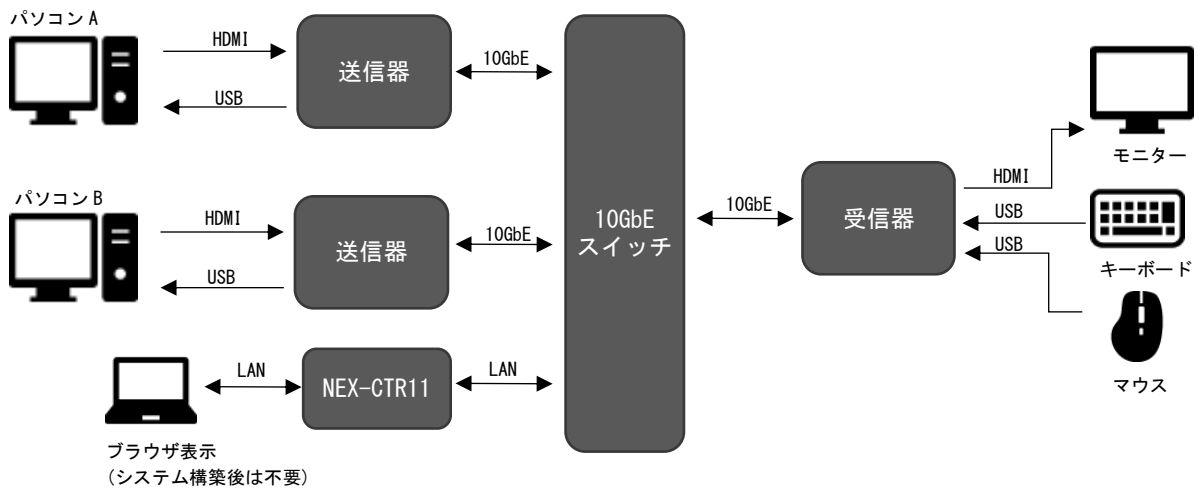 パソコンA
HDMI
USB
送信器
10GbE
パソコンB
HDMI
USB
送信器
10GbE
ブラウザ表示
(システム構築後は不要)
LAN
NEX-CTR11
LAN
10GbE
スイッチ
10GbE
受信器
HDMI
USB
USB
モニター
キーボード
マウス